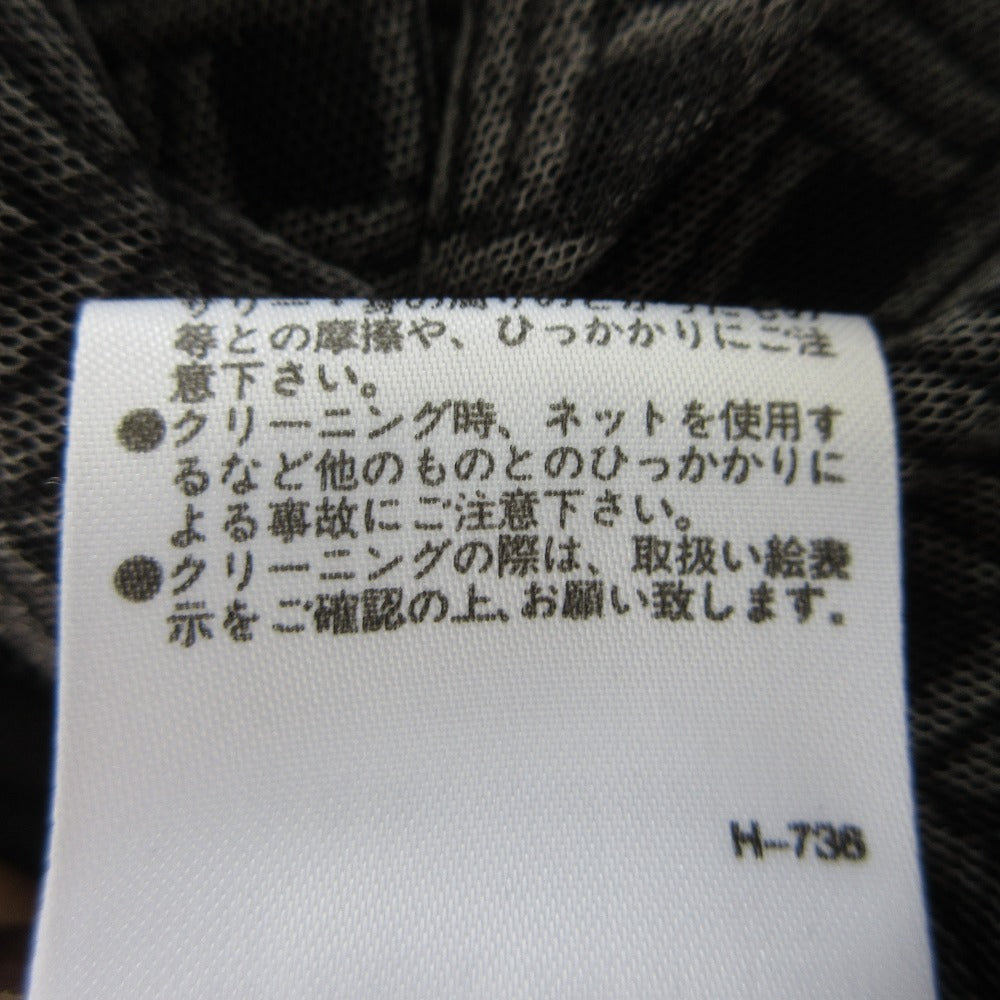 等との摩擦や、ひっかかりにご注
意下さい。
●クリーニング時、ネットを使用す
るなど他のものとのひっかかりに
よる事故にご注意下さい。
●クリーニングの際は、取扱い絵表
示をご確認の上、お願い致します。
H-736